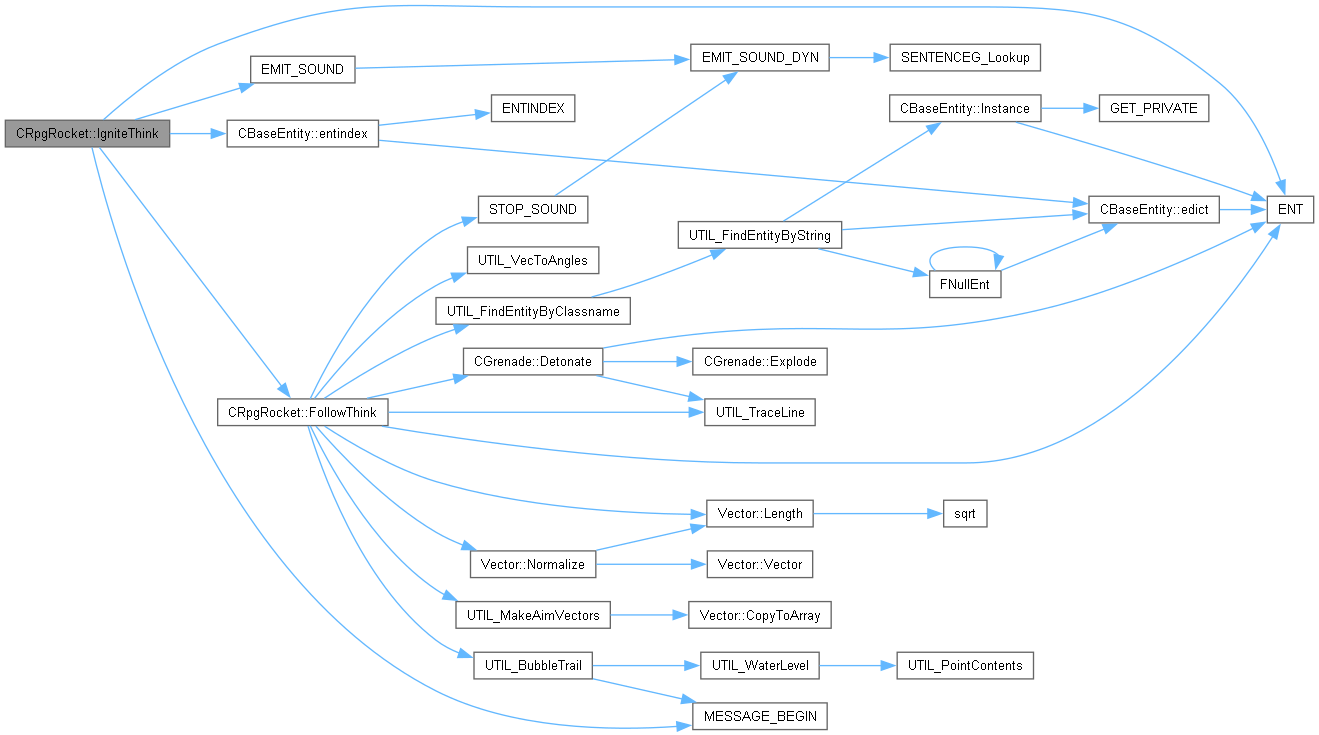 CRpgRocket::IgniteThink
EMIT_SOUND
CBaseEntity::entindex
ENTINDEX
EMIT_SOUND_DYN
SENTENCEG_Lookup
CBaseEntity::Instance
GET_PRIVATE
STOP_SOUND
CBaseEntity::edict
ENT
UTIL_FindEntityByString
UTIL_VecToAngles
FNullEnt
UTIL_FindEntityByClassname
CGrenade::Detonate
CGrenade::Explode
CRpgRocket::FollowThink
UTIL_TraceLine
Vector::Length
sqrt
Vector::Normalize
Vector::Vector
UTIL_MakeAimVectors
Vector::CopyToArray
UTIL_BubbleTrail
UTIL_WaterLevel
UTIL_PointContents
MESSAGE_BEGIN